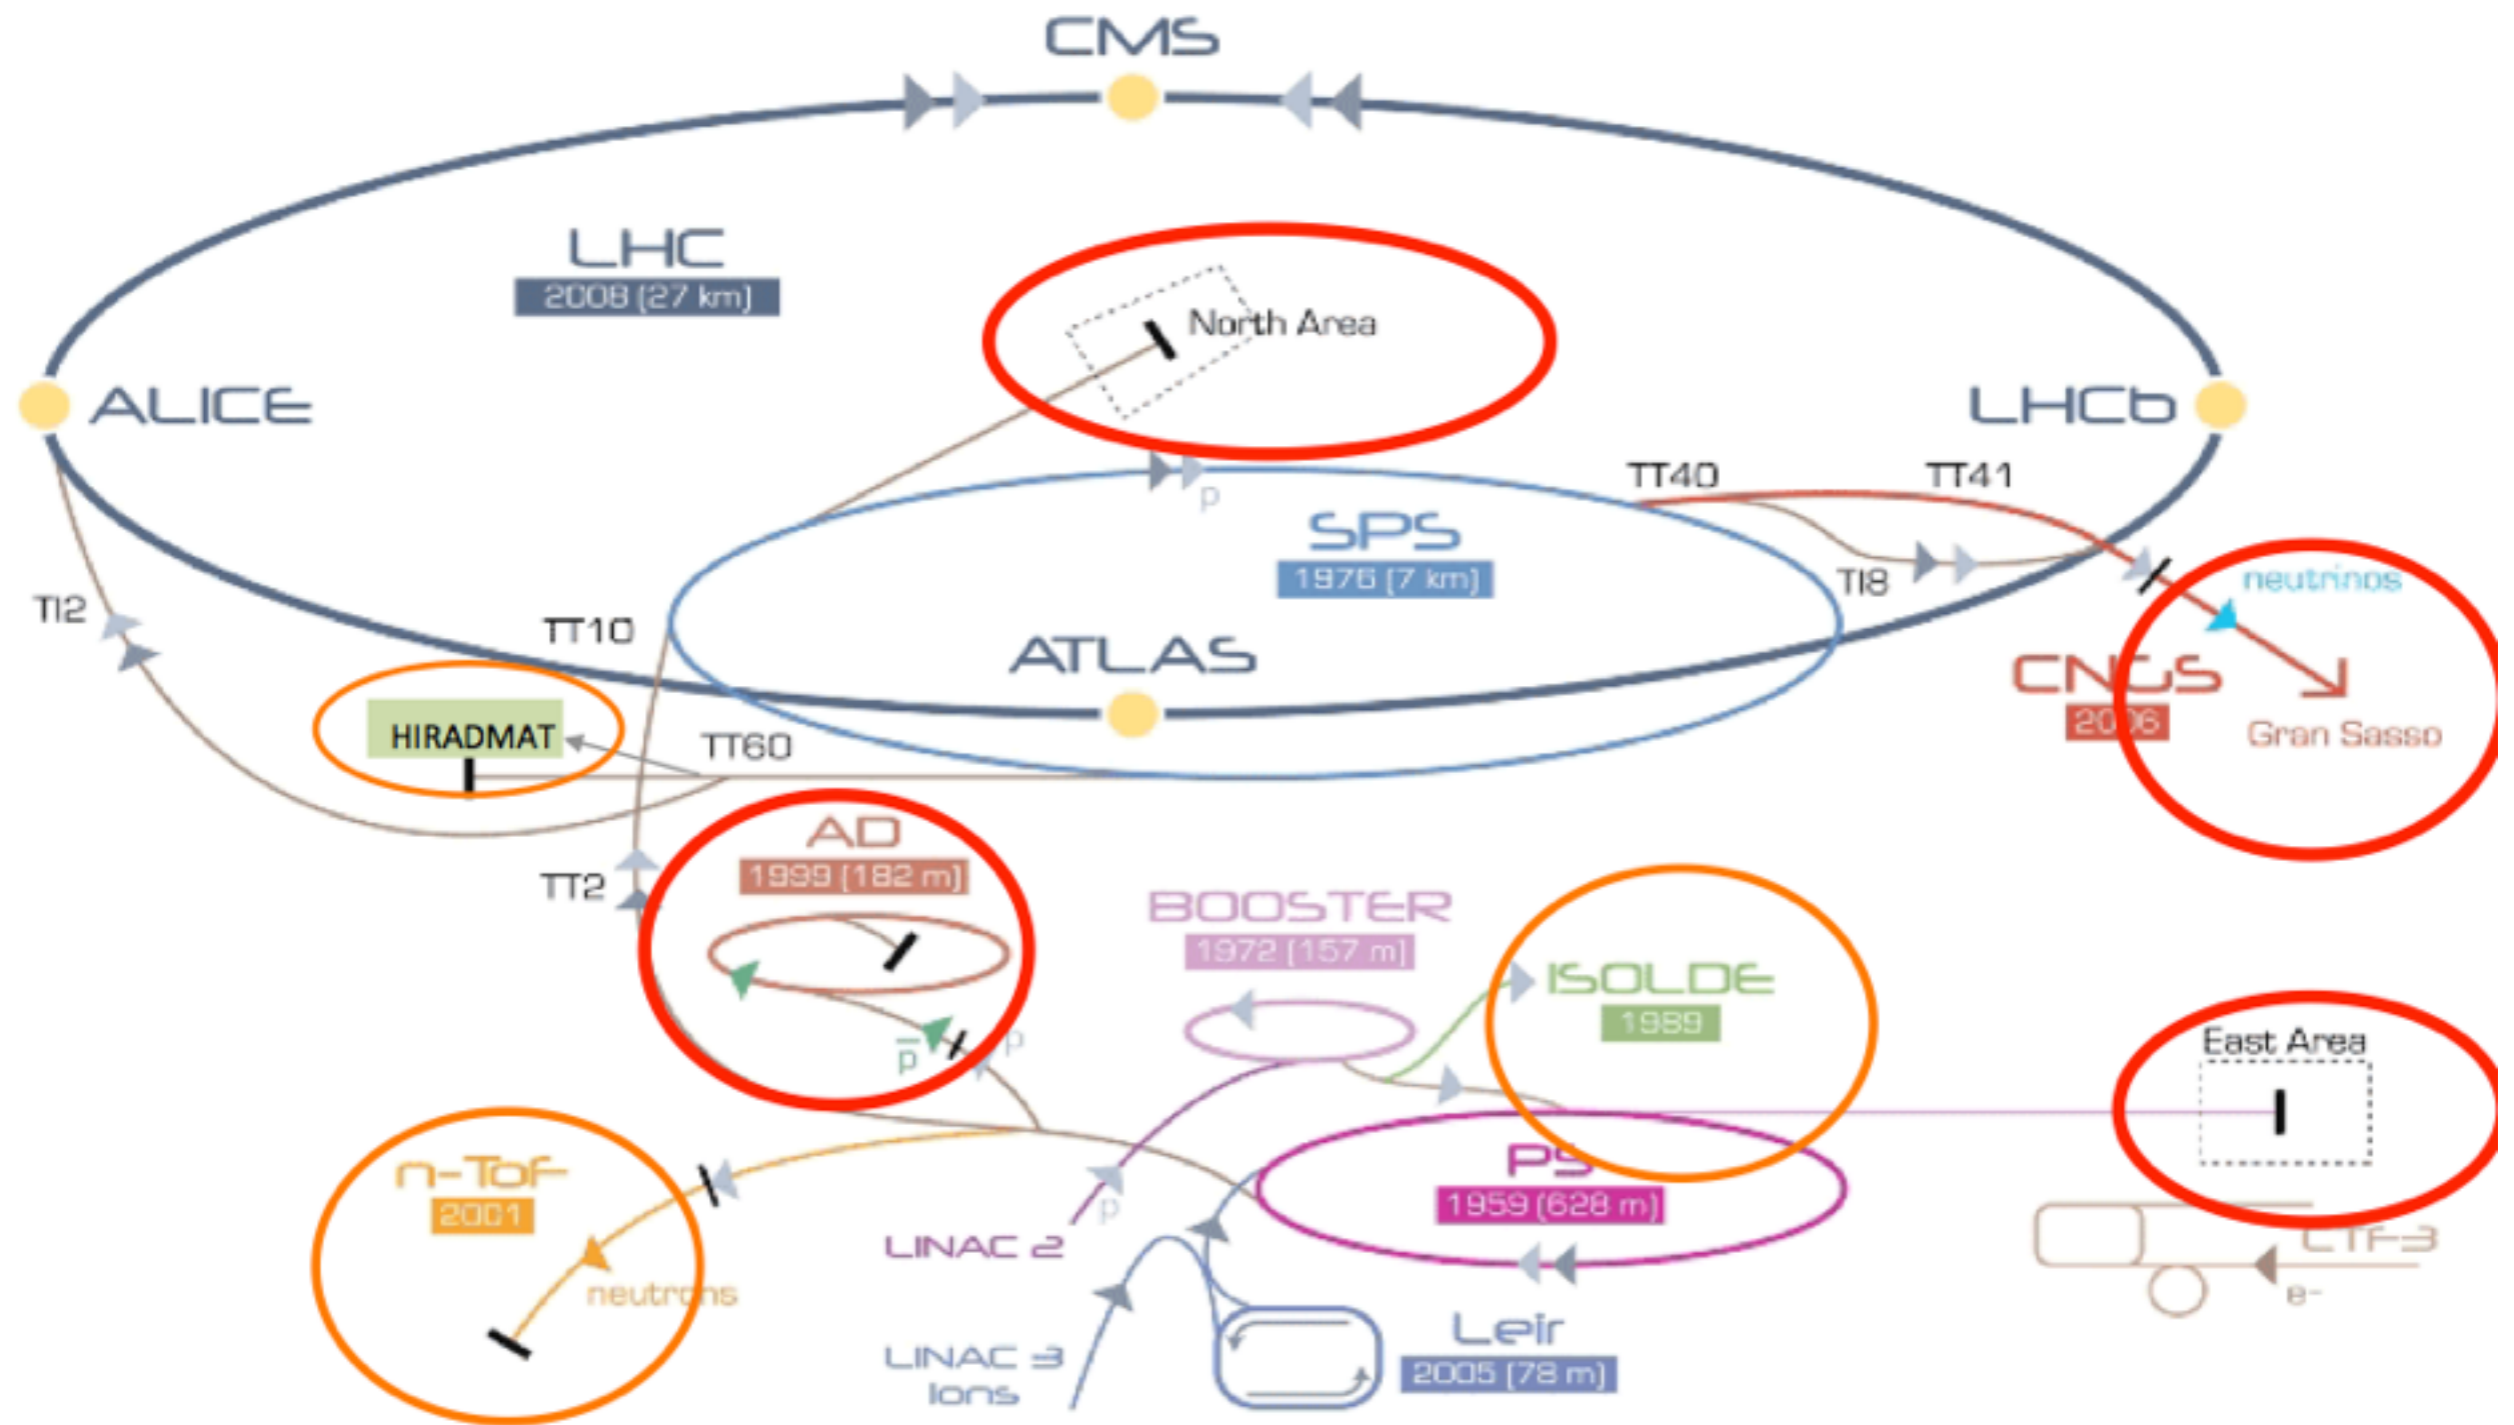 CMS
LHC
2008 (27 km)
North Area
ALICE
LHCb
TT40
TT41
p
SPS
1976 (7 km)
TI8
neutrinos
TI2
TT10
ATLAS
CNGS
2006
Gran Sasso
HIRADMAT
TT60
AD
1999 (182 m)
TT2
BOOSTER
1972 (157 m)
ISOLDE
1989
East Area
p̅
p
n-ToF
2001
PS
1959 (628 m)
p
LINAC 2
neutrons
CTF3
e-
Leir
2005 (78 m)
LINAC 3
Ions